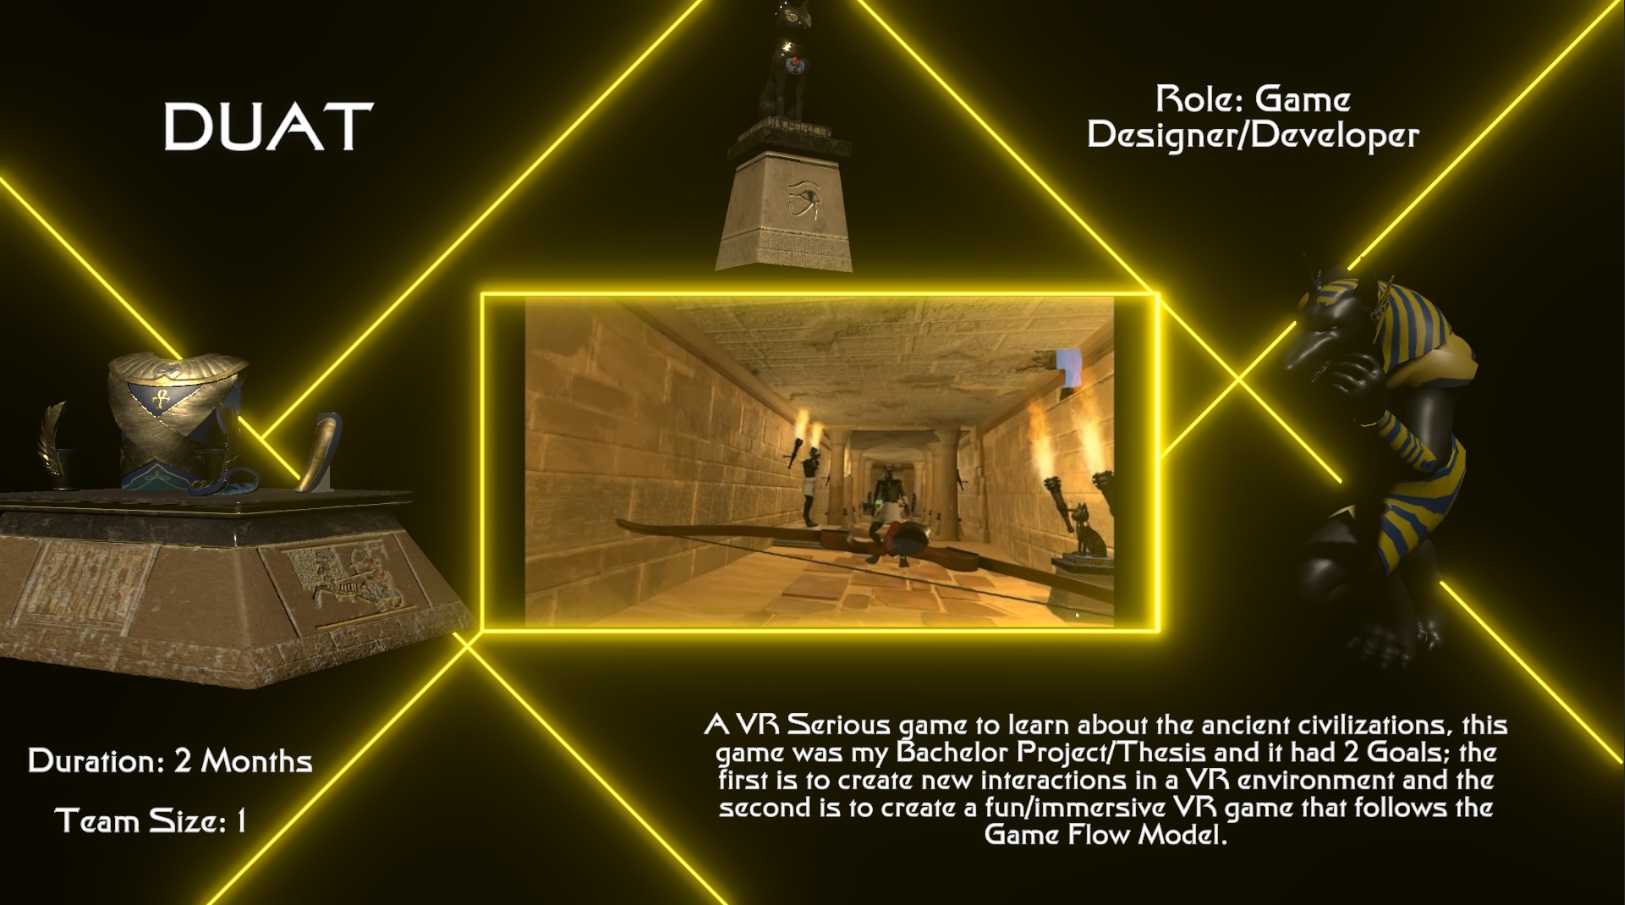 DUAT
Role: Game
Designer/Developer
Duration: 2 Months
Team Size: 1
A VR Serious game to learn about the ancient civilizations, this
game was my Bachelor Project/Thesis and it had 2 Goals; the
first is to create new interactions in a VR environment and the
second is to create a fun/immersive VR game that follows the
Game Flow Model.